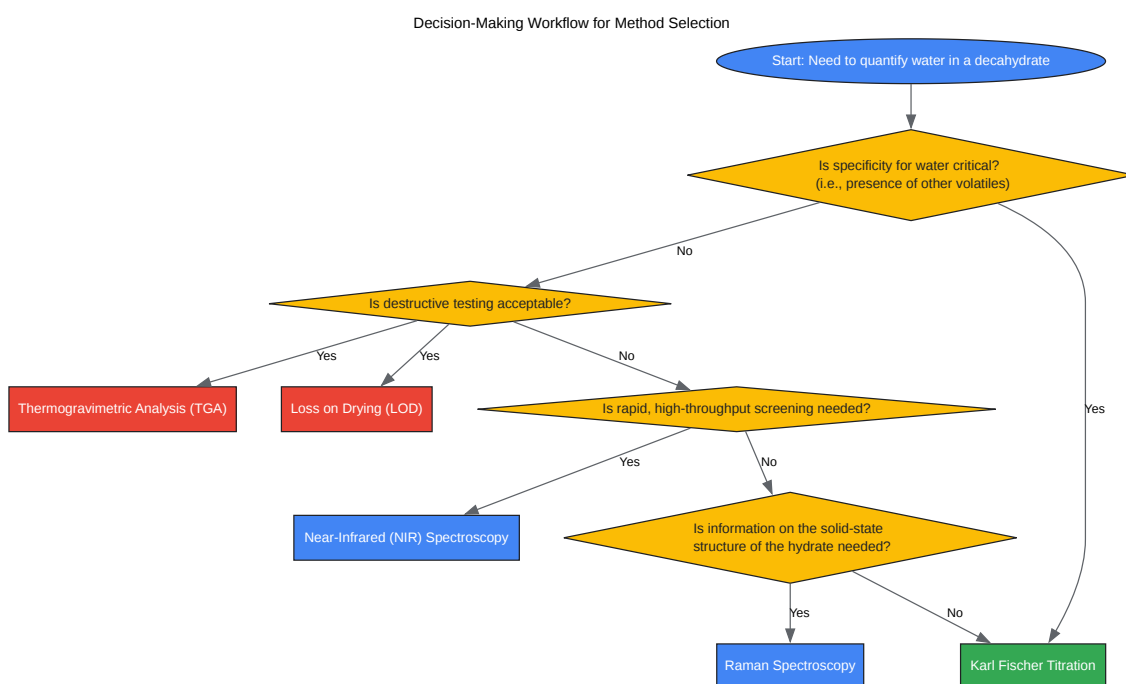 Decision-Making Workflow for Method Selection
Start: Need to quantify water in a decahydrate
Is specificity for water critical?
(i.e., presence of other volatiles)
No
Is destructive testing acceptable?
Yes
Yes
No
Thermogravimetric Analysis (TGA)
Loss on Drying (LOD)
Is rapid, high-throughput screening needed?
Yes
Yes
No
Near-Infrared (NIR) Spectroscopy
Is information on the solid-state
structure of the hydrate needed?
Yes
No
Raman Spectroscopy
Karl Fischer Titration